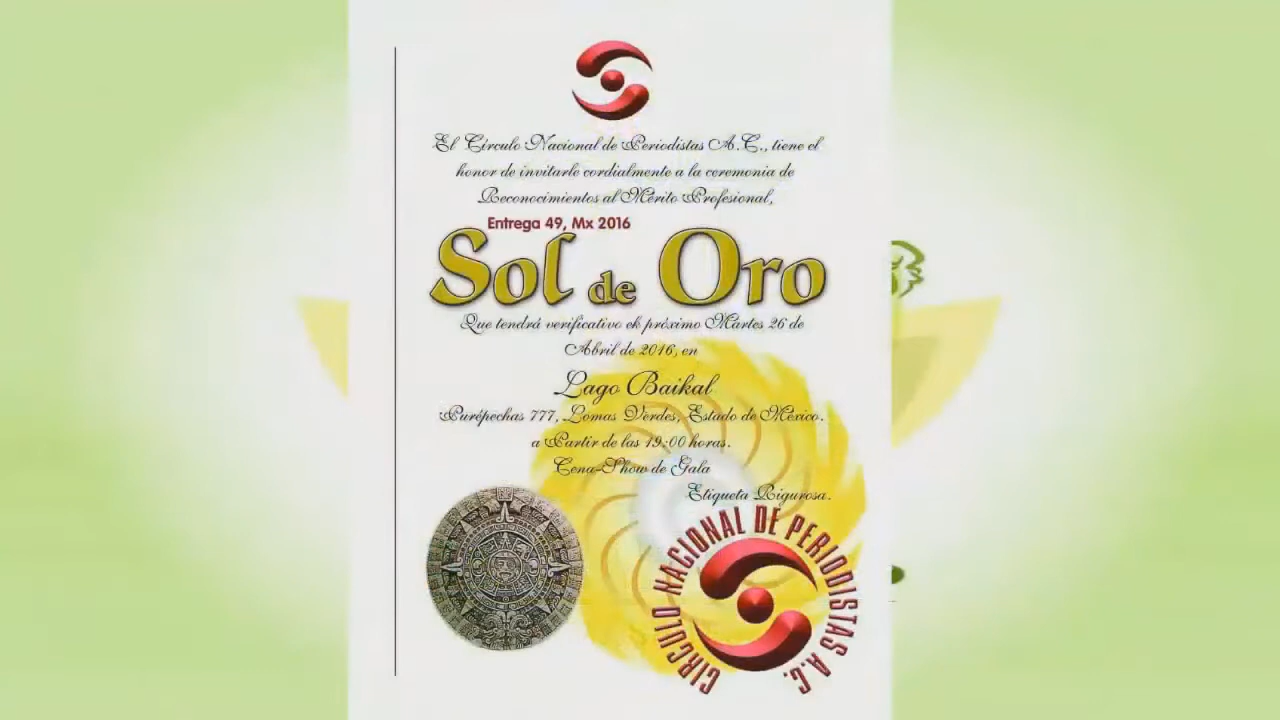 El Círculo Nacional de Periodistas A.C., tiene el
honor de invitarle cordialmente a la ceremonia de
Reconocimientos al Mérito Profesional,
Entrega 49, Mx 2016
Sol de Oro
Que tendrá verificativo ek próximo Martes 26 de
Abril de 2016, en
Lago Baikal
Purépechas 777, Lomas Verdes, Estado de México.
a Partir de las 19:00 horas.
Cena-Show de Gala
Etiqueta Rigurosa.
CIRCULO NACIONAL DE PERIODISTAS A.C.